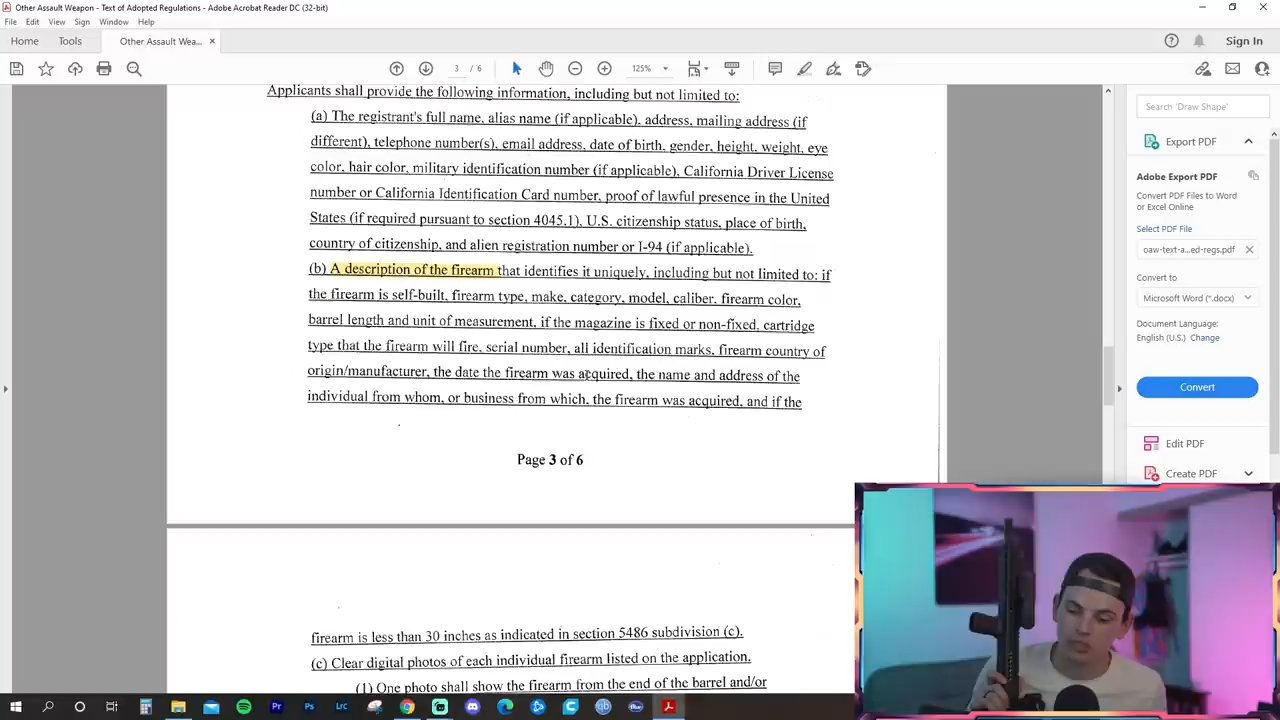 Other Assault Weapon - Text of Adopted Regulations - Adobe Acrobat Reader DC (32-bit)
File Edit View Sign Window Help
Home Tools Other Assault Wea... × Sign In
3 / 6 125%
Applicants shall provide the following information, including but not limited to:
(a) The registrant's full name, alias name (if applicable), address, mailing address (if
different), telephone number(s), email address, date of birth, gender, height, weight, eye
color, hair color, military identification number (if applicable), California Driver License
number or California Identification Card number, proof of lawful presence in the United
States (if required pursuant to section 4045.1), U.S. citizenship status, place of birth,
country of citizenship, and alien registration number or I-94 (if applicable).
(b) A description of the firearm that identifies it uniquely, including but not limited to: if
the firearm is self-built, firearm type, make, category, model, caliber, firearm color,
barrel length and unit of measurement, if the magazine is fixed or non-fixed, cartridge
type that the firearm will fire, serial number, all identification marks, firearm country of
origin/manufacturer, the date the firearm was acquired, the name and address of the
individual from whom, or business from which, the firearm was acquired, and if the
Page 3 of 6
firearm is less than 30 inches as indicated in section 5486 subdivision (c).
(c) Clear digital photos of each individual firearm listed on the application.
(1) One photo shall show the firearm from the end of the barrel and/or
Search 'Draw Shape'
Export PDF
Adobe Export PDF
Convert PDF Files to Word
or Excel Online
Select PDF File
oaw-text-a...ed-regs.pdf
Convert to
Microsoft Word (*.docx)
Document Language:
English (U.S.) Change
Convert
Edit PDF
Create PDF
Pr
Ps
Lrc